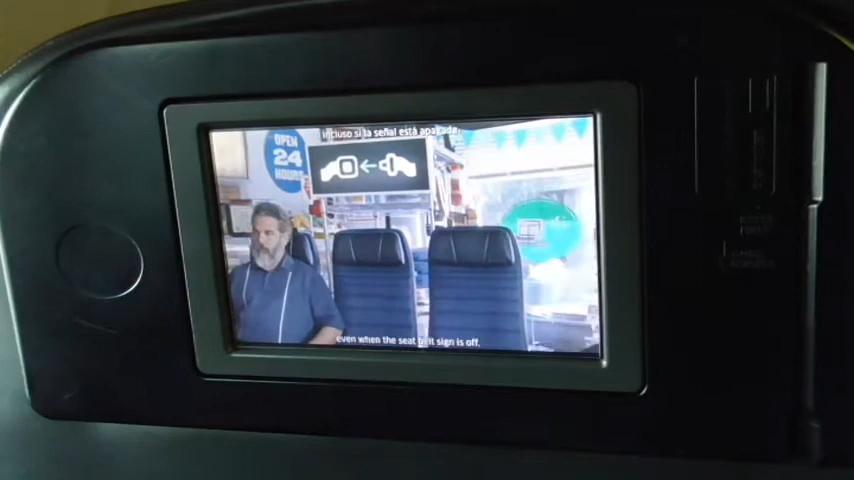 incluso si la señal está apagada.
OPEN
24
HOURS
even when the seat belt sign is off.